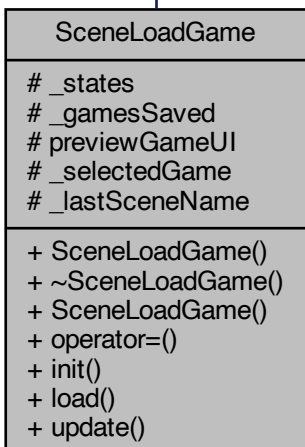 SceneLoadGame
# _states
# _gamesSaved
# previewGameUI
# _selectedGame
# _lastSceneName
+ SceneLoadGame()
+ ~SceneLoadGame()
+ SceneLoadGame()
+ operator=()
+ init()
+ load()
+ update()